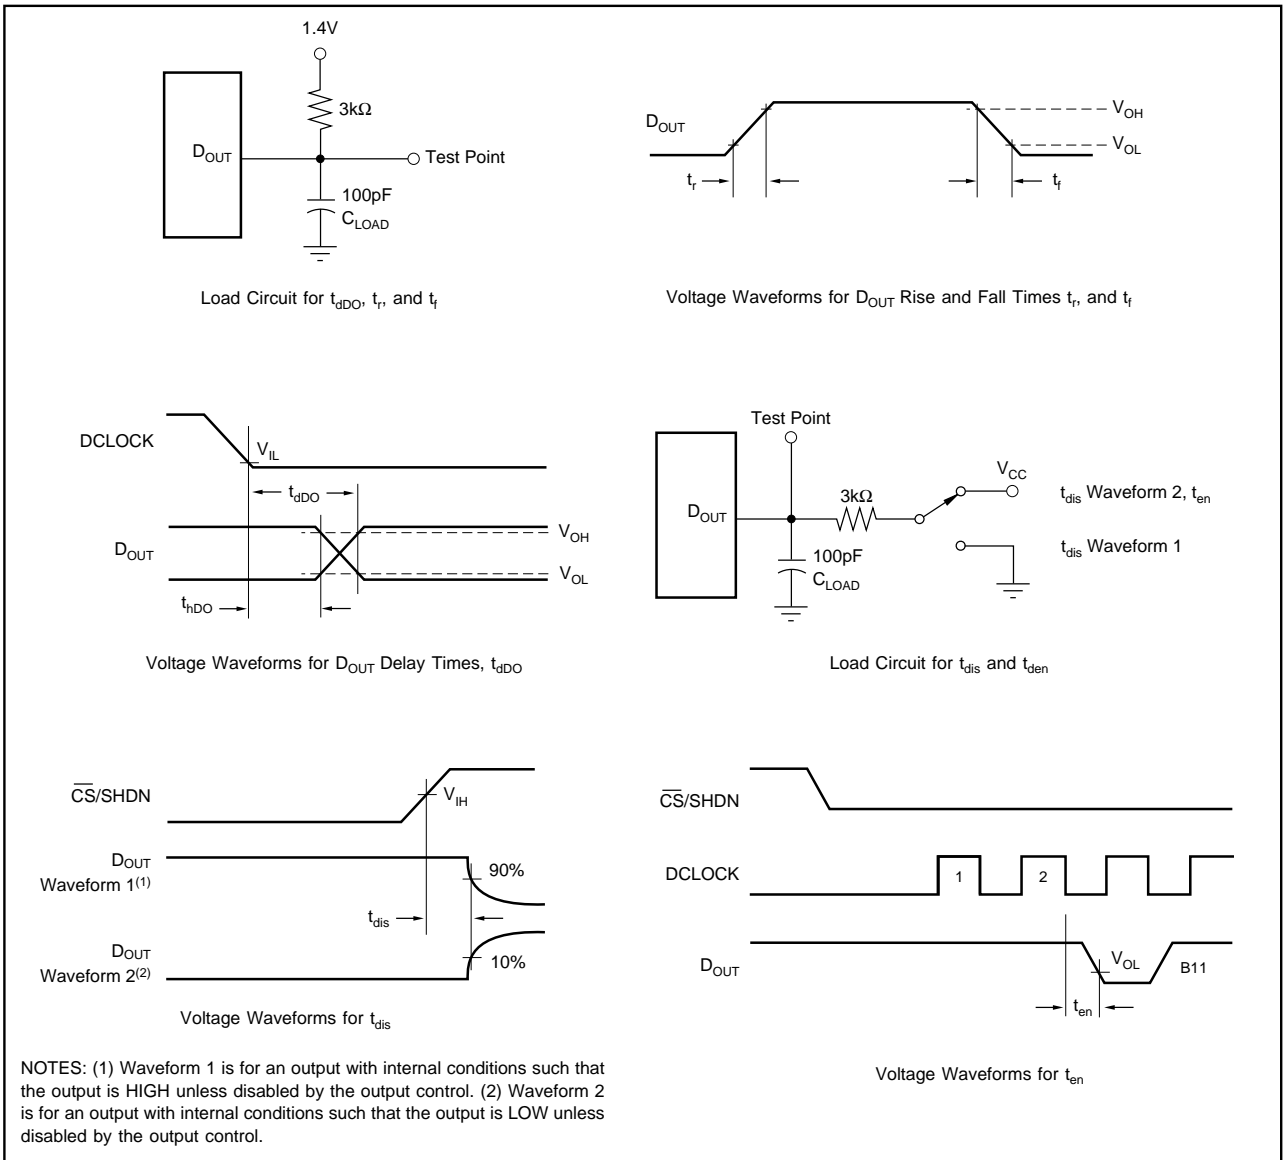 1.4V
3kΩ
DOUT
Test Point
100pF
CLOAD
Load Circuit for tdDO, tr, and tf
DOUT
VOH
VOL
tr
tf
Voltage Waveforms for DOUT Rise and Fall Times tr, and tf
DCLOCK
VIL
tdDO
DOUT
VOH
VOL
thDO
Voltage Waveforms for DOUT Delay Times, tdDO
Test Point
VCC
3kΩ
tdis Waveform 2, ten
DOUT
tdis Waveform 1
100pF
CLOAD
Load Circuit for tdis and tden
CS/SHDN
VIH
DOUT
Waveform 1(1)
90%
tdis
DOUT
Waveform 2(2)
10%
Voltage Waveforms for tdis
CS/SHDN
DCLOCK
1
2
DOUT
VOL
B11
ten
Voltage Waveforms for ten
NOTES: (1) Waveform 1 is for an output with internal conditions such that
the output is HIGH unless disabled by the output control. (2) Waveform 2
is for an output with internal conditions such that the output is LOW unless
disabled by the output control.